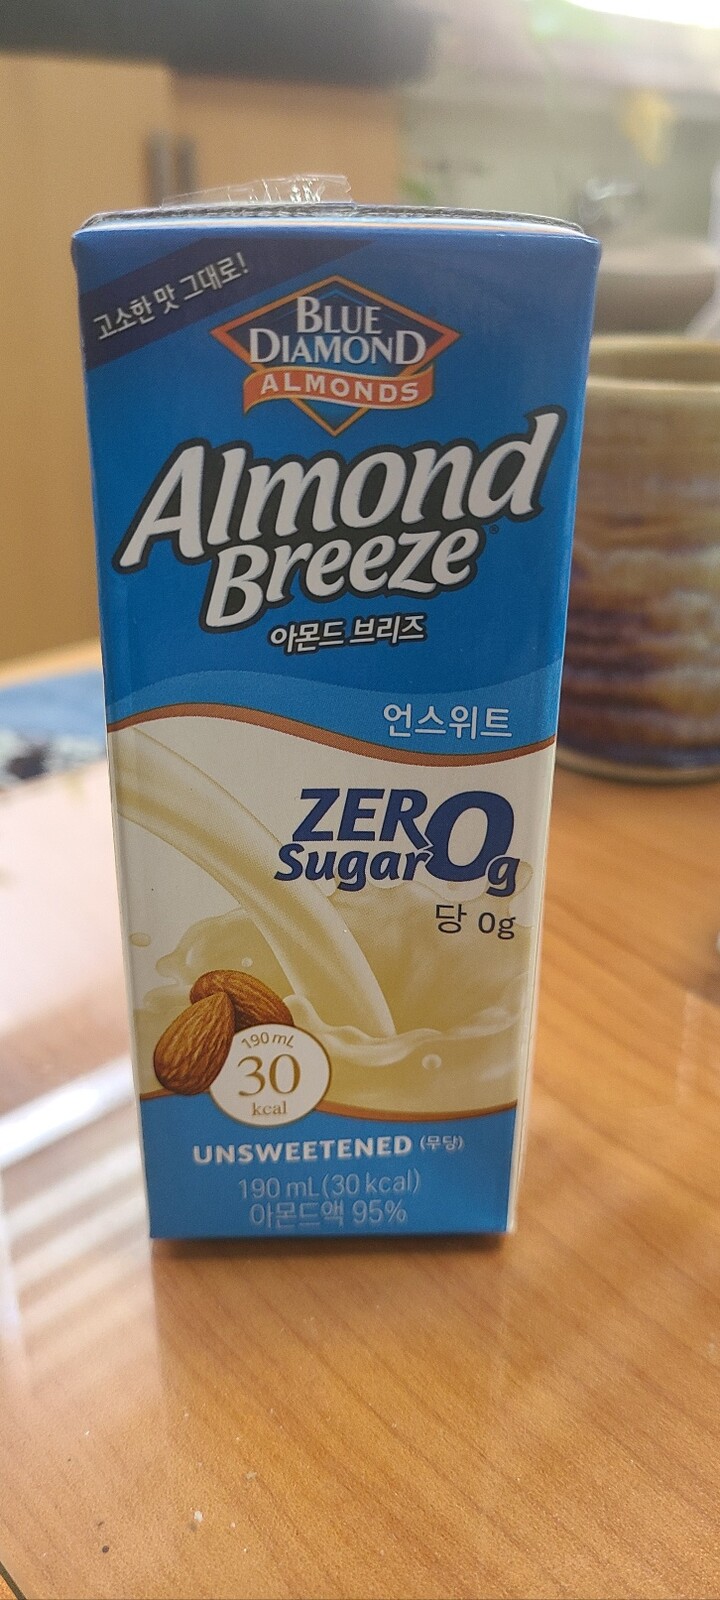 고소한 맛 그대로!
BLUE
DIAMOND
ALMONDS
Almond
Breeze®
아몬드 브리즈
언스위트
ZERO
Sugar 0g
당 0g
190 mL
30
kcal
UNSWEETENED (무당)
190 mL(30 kcal)
아몬드액 95%